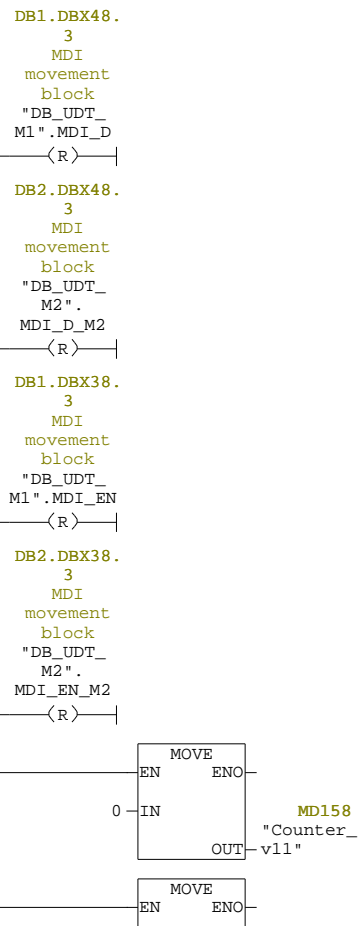 DB1.DBX48.
3
MDI
movement
block
"DB_UDT_
M1".MDI_D
(R)
DB2.DBX48.
3
MDI
movement
block
"DB_UDT_
M2".
MDI_D_M2
(R)
DB1.DBX38.
3
MDI
movement
block
"DB_UDT_
M1".MDI_EN
(R)
DB2.DBX38.
3
MDI
movement
block
"DB_UDT_
M2".
MDI_EN_M2
(R)
MOVE
EN ENO
0 IN MD158
"Counter_
OUT v11"
MOVE
EN ENO